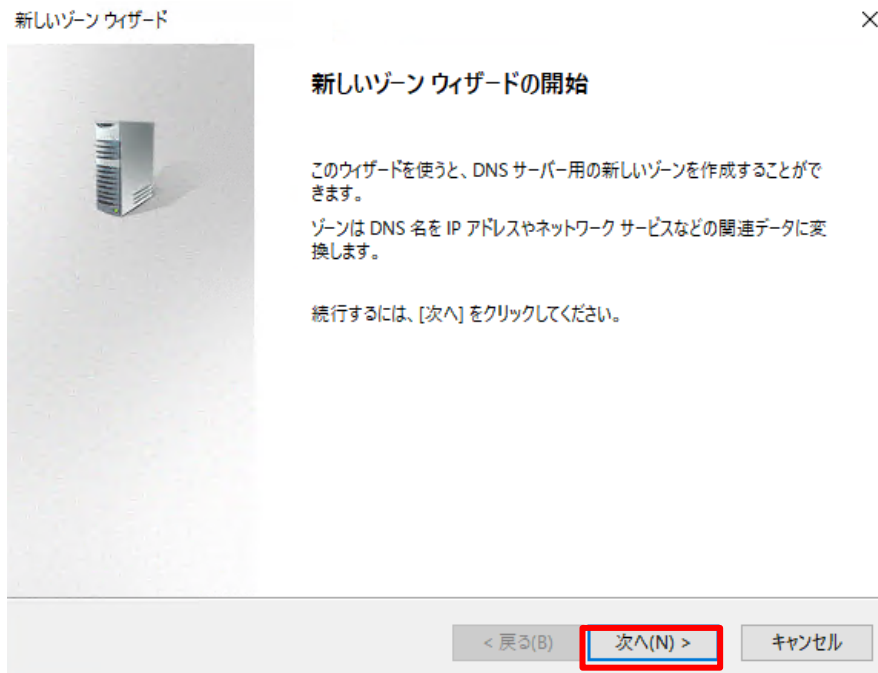 新しいゾーン ウィザード
新しいゾーン ウィザードの開始
このウィザードを使うと、DNS サーバー用の新しいゾーンを作成することがで
きます。
ゾーンは DNS 名を IP アドレスやネットワーク サービスなどの関連データに変
換します。
続行するには、[次へ] をクリックしてください。
< 戻る(B)
次へ(N) >
キャンセル